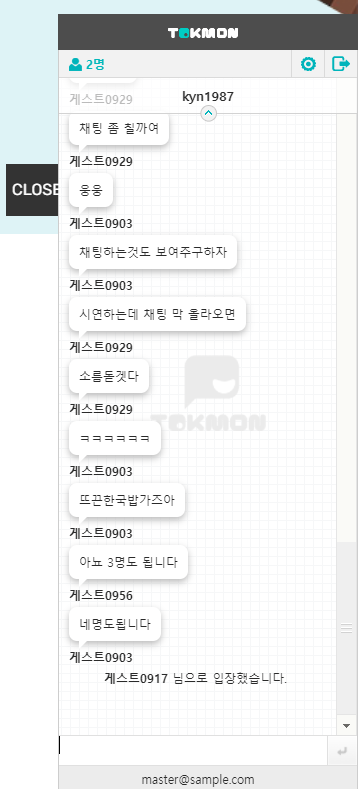 TOKMON
2명
게스트0929
kyn1987
채팅 좀 칠까여
게스트0929
웅웅
게스트0903
채팅하는것도 보여주구하자
게스트0903
시연하는데 채팅 막 올라오면
게스트0929
소름돋겟다
게스트0929
ㅋㅋㅋㅋㅋㅋ
게스트0903
뜨끈한국밥가즈아
게스트0903
아뇨 3명도 됩니다
게스트0956
네명도됩니다
게스트0903
게스트0917 님으로 입장했습니다.
CLOSE
TOKMON
master@sample.com